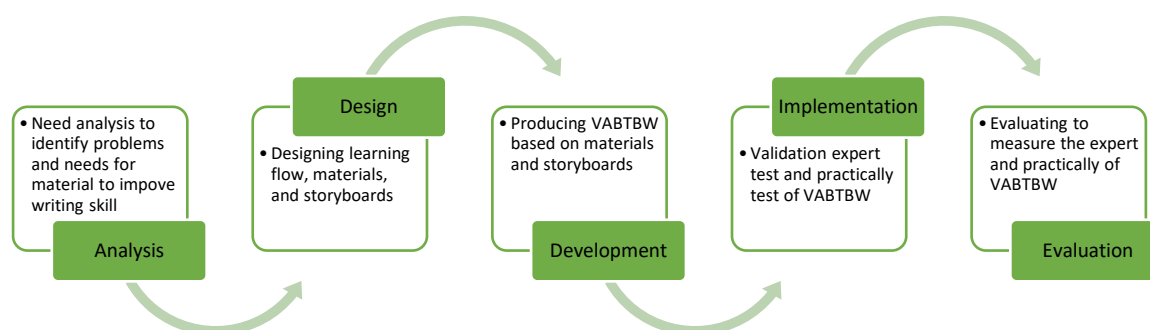 • Need analysis to
identify problems
and needs for
material to impove
writing skill
Analysis
Design
• Designing learning
flow, materials,
and storyboards
• Producing VABTBW
based on materials
and storyboards
Development
Implementation
• Validation expert
test and practically
test of VABTBW
• Evaluating to
measure the expert
and practically of
VABTBW
Evaluation